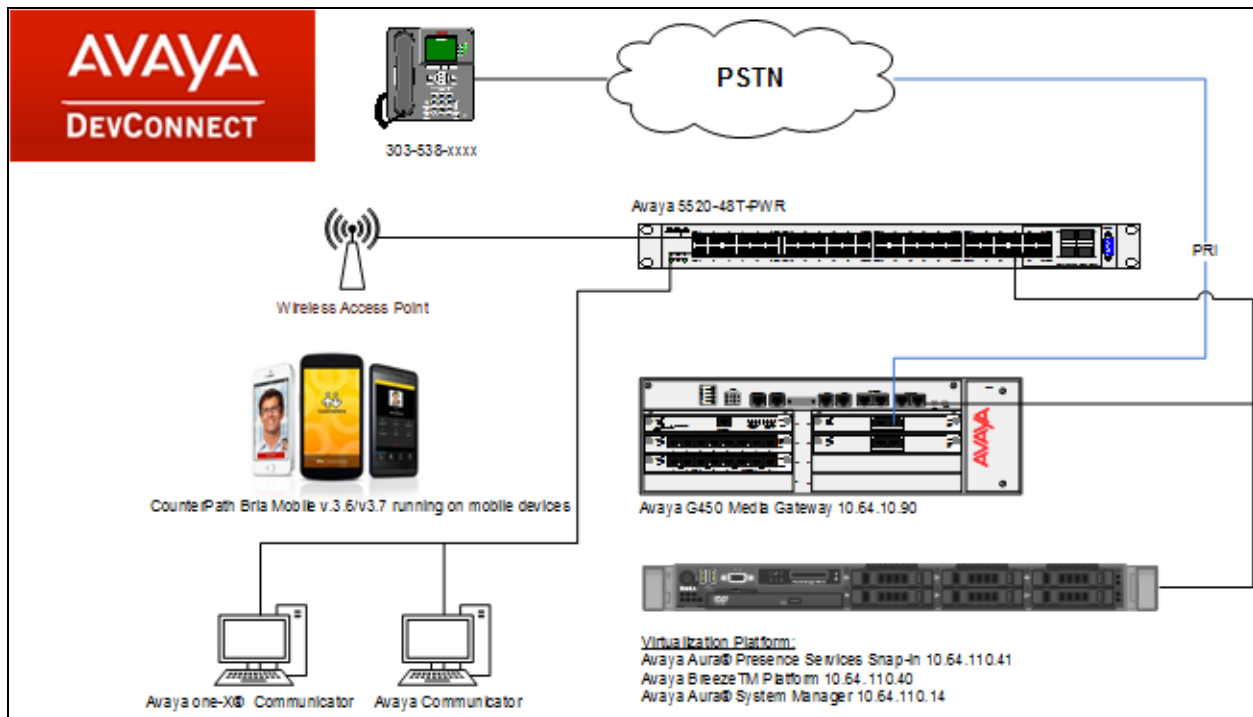 AVAYA
DEVCONNECT
PSTN
303-538-xxxx
Avaya 5520-48T-PWR
PRI
Wireless Access Point
CounterPath Bria Mobile v.3.6/v3.7 running on mobile devices
AVAYA
Avaya G450 Media Gateway 10.64.10.90
Virtualization Platform:
Avaya Aura® Presence Services Snap-in 10.64.110.41
Avaya BreezeTM Platform 10.64.110.40
Avaya Aura® System Manager 10.64.110.14
Avaya one-X® Communicator
Avaya Communicator